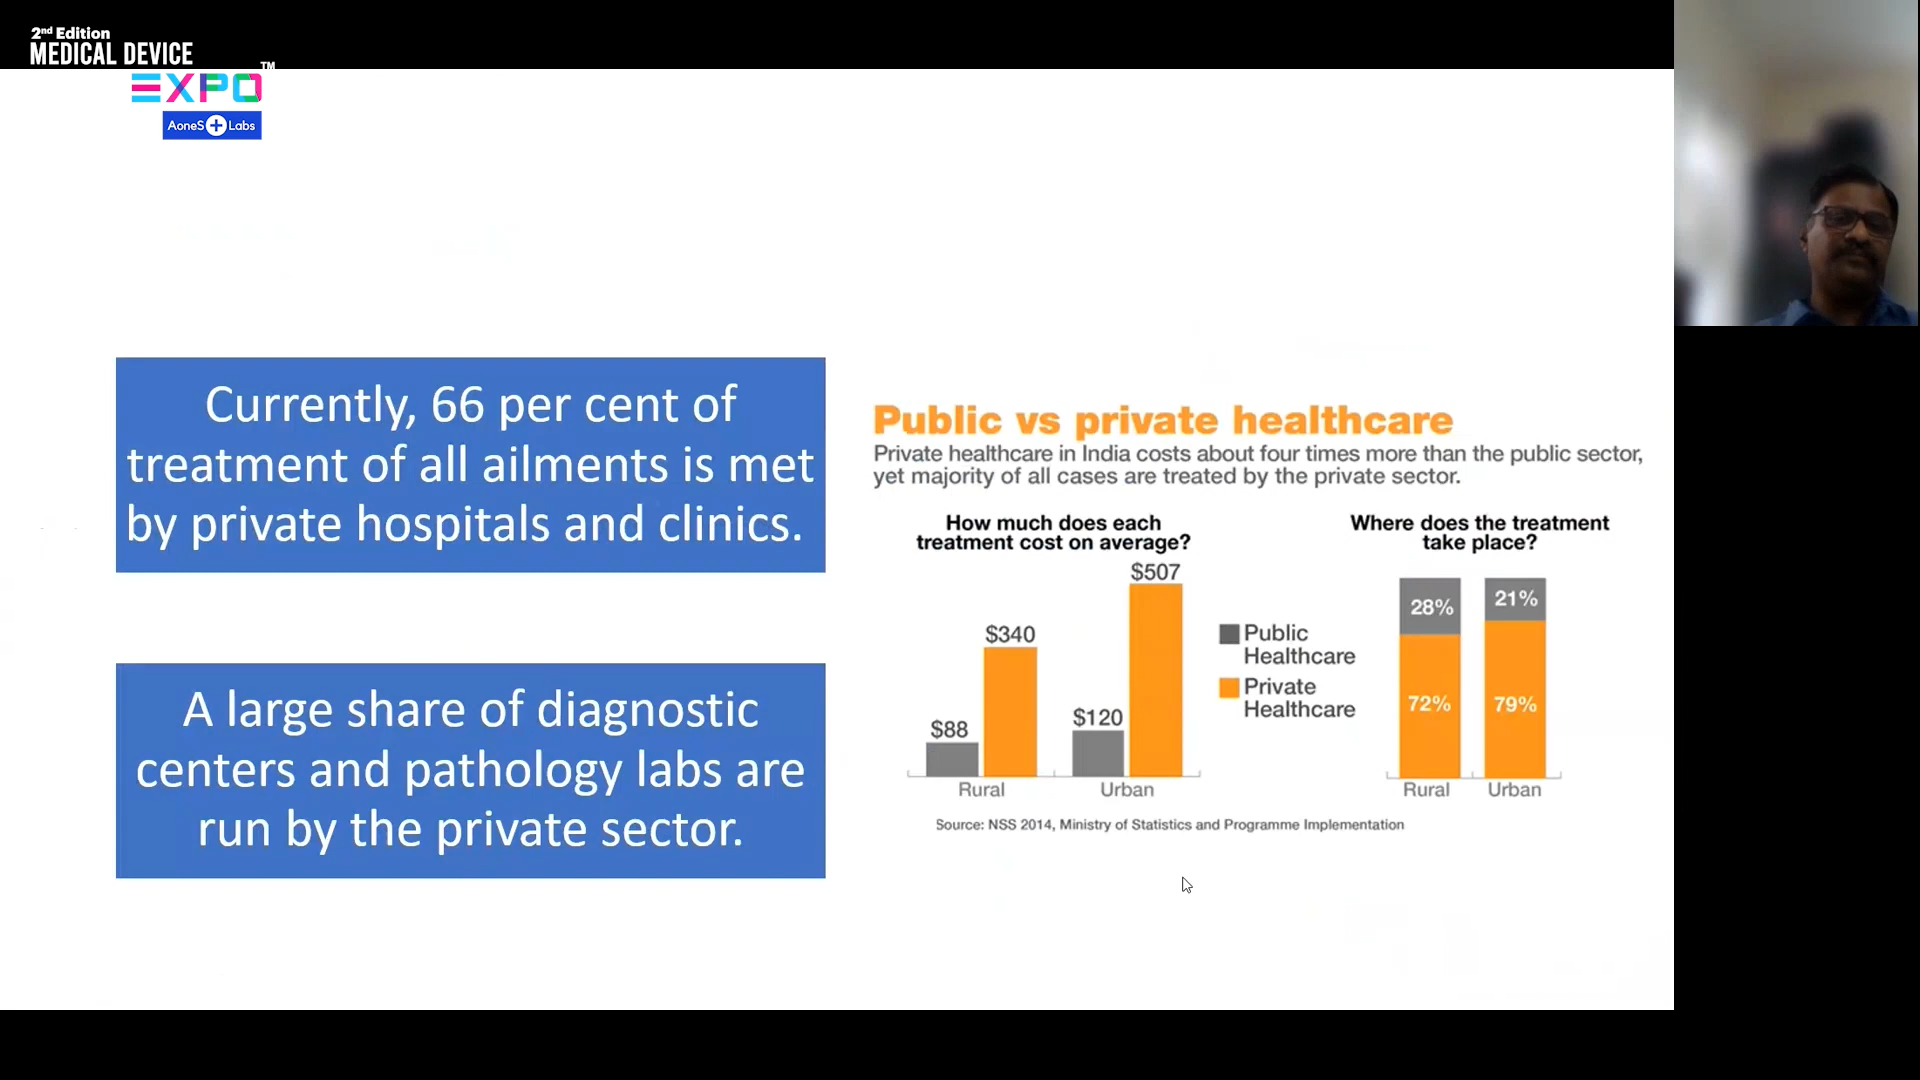 2nd Edition
MEDICAL DEVICE
EXPO TM
AoneS Labs
Currently, 66 per cent of
treatment of all ailments is met
by private hospitals and clinics.
A large share of diagnostic
centers and pathology labs are
run by the private sector.
Public vs private healthcare
Private healthcare in India costs about four times more than the public sector,
yet majority of all cases are treated by the private sector.
How much does each
treatment cost on average?
$507
$340
$120
$88
Rural
Urban
Public
Healthcare
Private
Healthcare
Where does the treatment
take place?
28%
21%
72%
79%
Rural
Urban
Source: NSS 2014, Ministry of Statistics and Programme Implementation